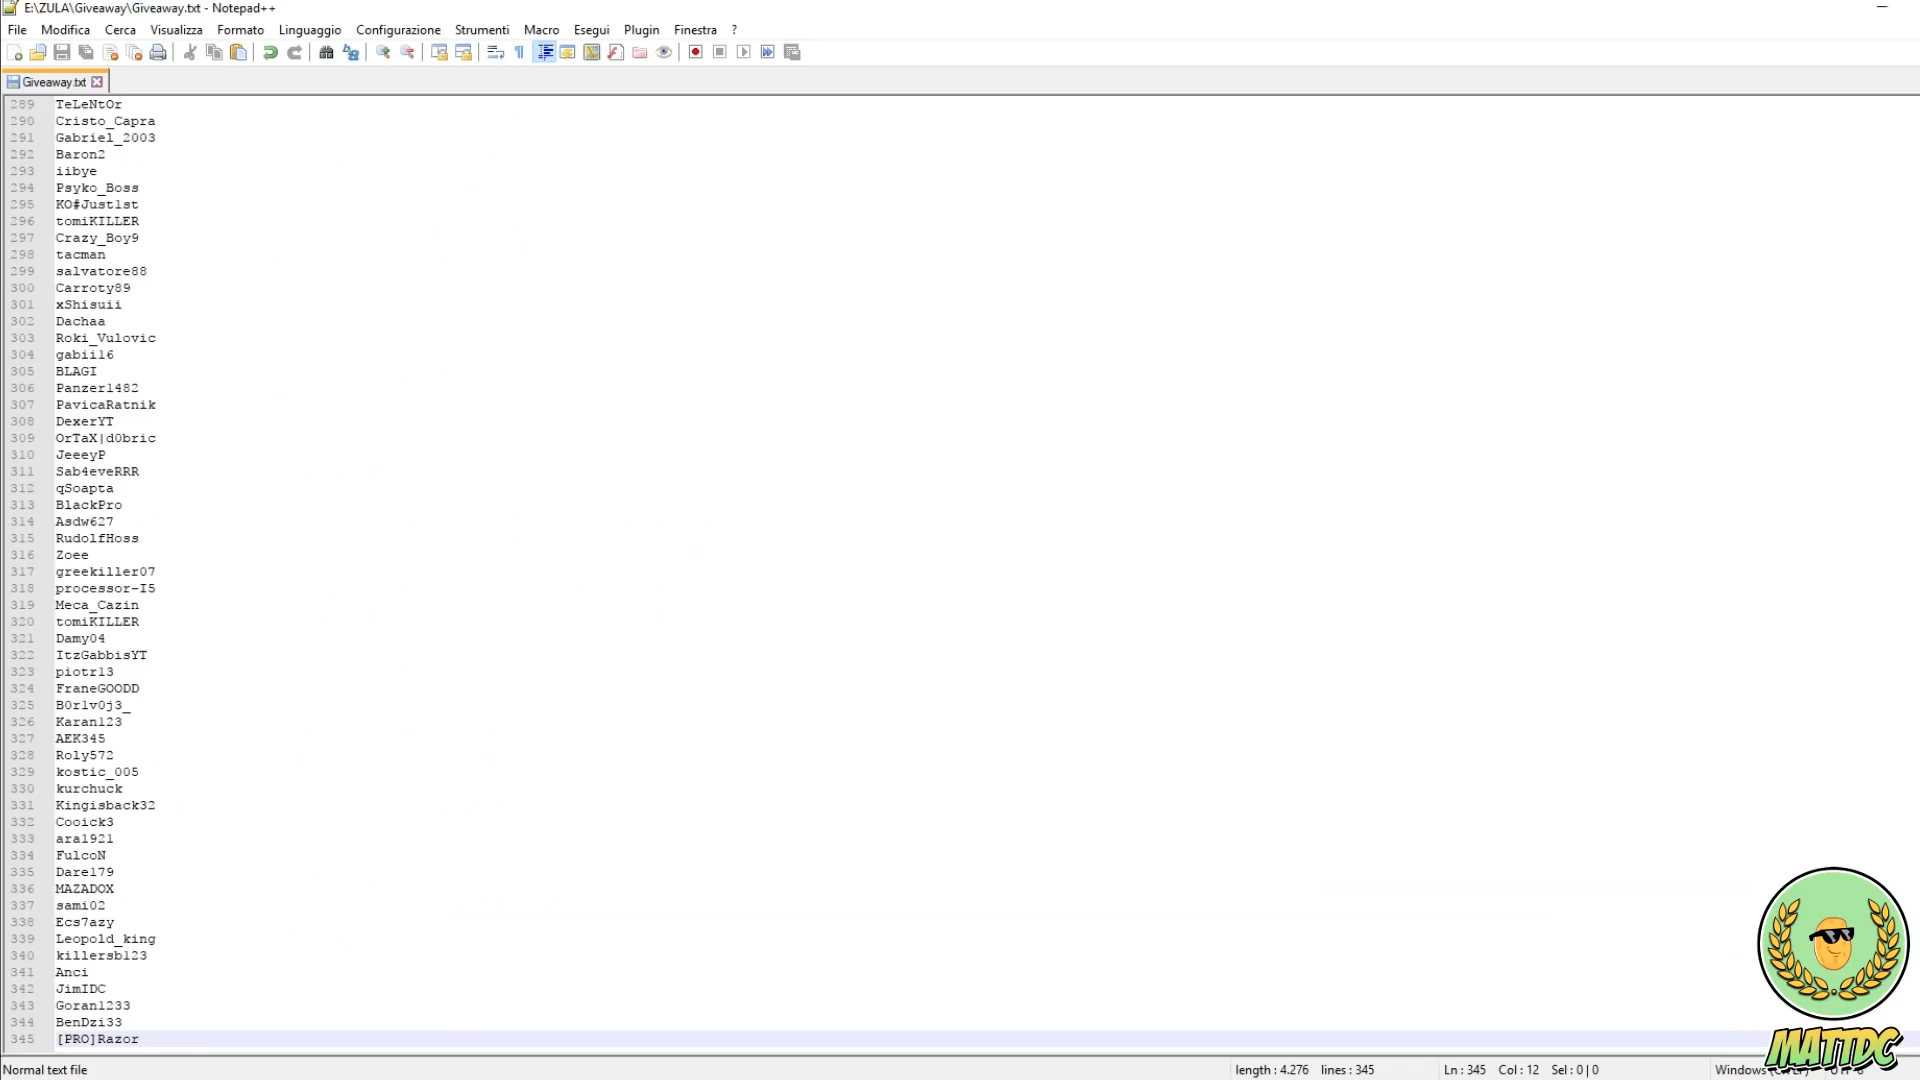 E:\ZULA\Giveaway\Giveaway.txt - Notepad++
File Modifica Cerca Visualizza Formato Linguaggio Configurazione Strumenti Macro Esegui Plugin Finestra ?
Giveaway.txt
289 TeLeNtOr
290 Cristo_Capra
291 Gabriel_2003
292 Baron2
293 iibye
294 Psyko_Boss
295 KO#Just1st
296 tomiKILLER
297 Crazy_Boy9
298 tacman
299 salvatore88
300 Carroty89
301 xShisuii
302 Dachaa
303 Roki_Vulovic
304 gabii16
305 BLAGI
306 Panzer1482
307 PavicaRatnik
308 DexerYT
309 OrTaX|d0bric
310 JeeeyP
311 Sab4eveRRR
312 qSoapta
313 BlackPro
314 Asdw627
315 RudolfHoss
316 Zoee
317 greekiller07
318 processor-I5
319 Meca_Cazin
320 tomiKILLER
321 Damy04
322 ItzGabbisYT
323 piotr13
324 FraneGOODD
325 B0r1v0j3_
326 Karan123
327 AEK345
328 Roly572
329 kostic_005
330 kurchuck
331 Kingisback32
332 Cooick3
333 ara1921
334 FulcoN
335 Dare179
336 MAZADOX
337 sami02
338 Ecs7azy
339 Leopold_king
340 killersb123
341 Anci
342 JimIDC
343 Goran1233
344 BenDzi33
345 [PRO]Razor
MATTDC
Normal text file length : 4.276 lines : 345 Ln : 345 Col : 12 Sel : 0 | 0 Windows